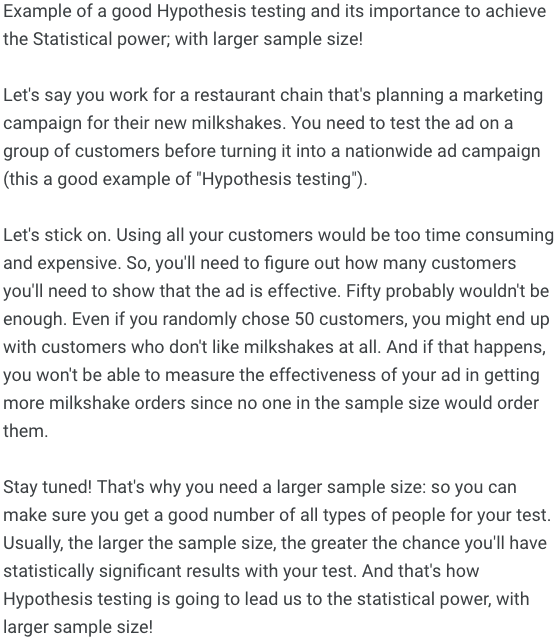 Example of a good Hypothesis testing and its importance to achieve
the Statistical power; with larger sample size!
Let's say you work for a restaurant chain that's planning a marketing
campaign for their new milkshakes. You need to test the ad on a
group of customers before turning it into a nationwide ad campaign
(this a good example of "Hypothesis testing").
Let's stick on. Using all your customers would be too time consuming
and expensive. So, you'll need to figure out how many customers
you'll need to show that the ad is effective. Fifty probably wouldn't be
enough. Even if you randomly chose 50 customers, you might end up
with customers who don't like milkshakes at all. And if that happens,
you won't be able to measure the effectiveness of your ad in getting
more milkshake orders since no one in the sample size would order
them.
Stay tuned! That's why you need a larger sample size: so you can
make sure you get a good number of all types of people for your test.
Usually, the larger the sample size, the greater the chance you'll have
statistically significant results with your test. And that's how
Hypothesis testing is going to lead us to the statistical power, with
larger sample size!